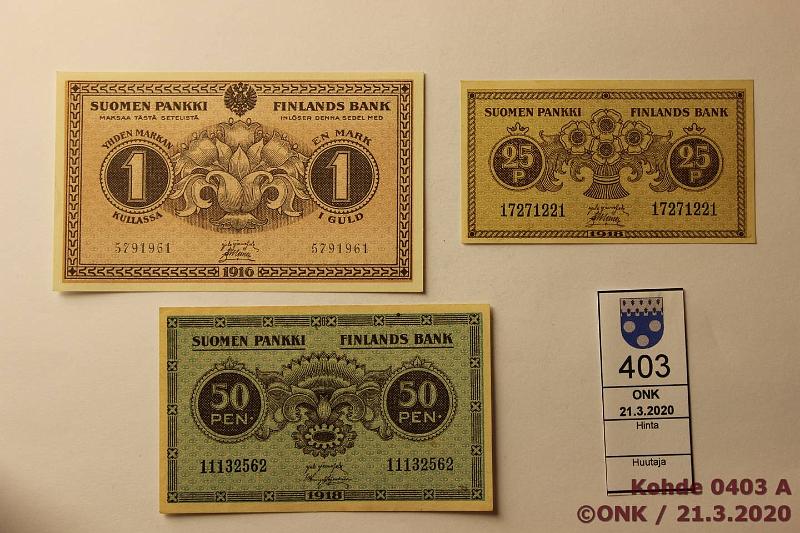 SUOMEN PANKKI FINLANDS BANK
MAKSAA TÄSTÄ SETELISTÄ INLÖSER DENNA SEDEL MED
YHDEN MARKAN EN MARK
1 1
KULLASSA I GULD
5791961 5791961
1916
SUOMEN PANKKI FINLANDS BANK
25 P 25 P
17271221 17271221
1918
SUOMEN PANKKI FINLANDS BANK
50 PEN. 50 PEN.
11132562 11132562
1918
403
ONK
21.3.2020
Hinta
Huutaja
Kohde 0403 A
©ONK / 21.3.2020